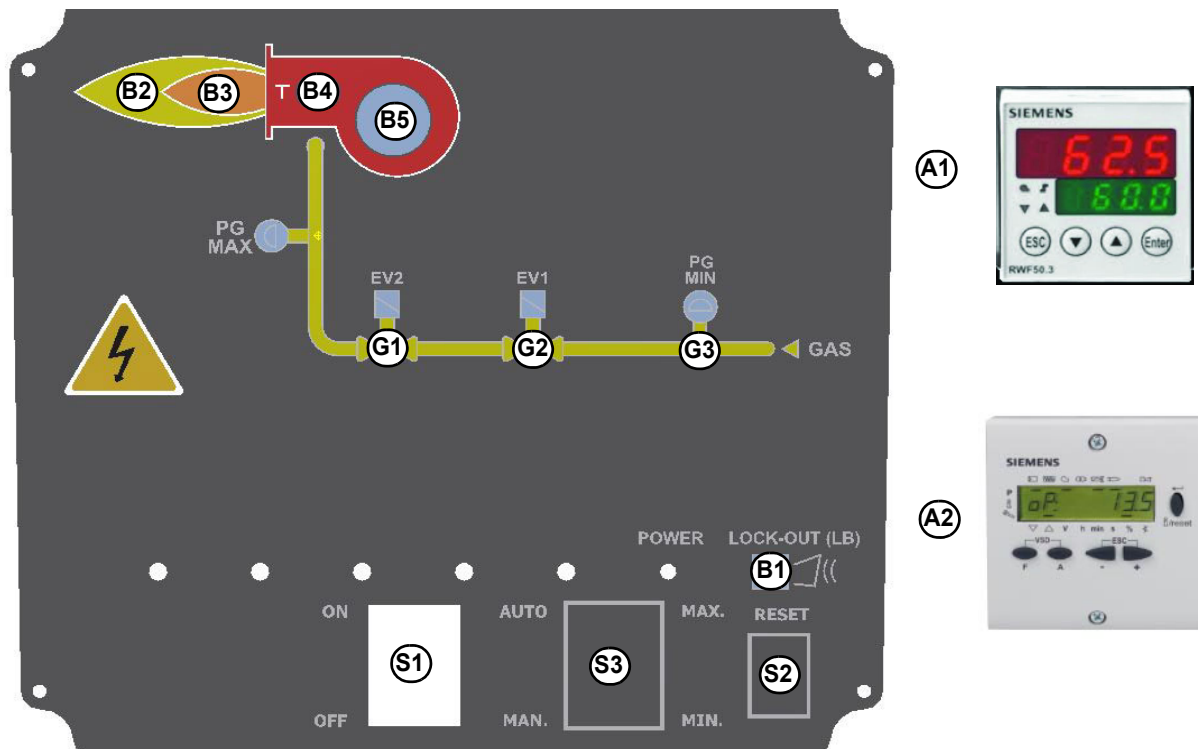 B2
B3
T
B4
B5
PG
MAX
EV2
EV1
PG
MIN
G1
G2
G3
GAS
POWER
LOCK-OUT (LB)
B1
ON
AUTO
MAX.
RESET
S1
S3
S2
OFF
MAN.
MIN.
A1
SIEMENS
62.5
60.0
ESC
Enter
RWF50.3
A2
SIEMENS
oP: 13.5
V h min s %
VSD
ESC
F A - +